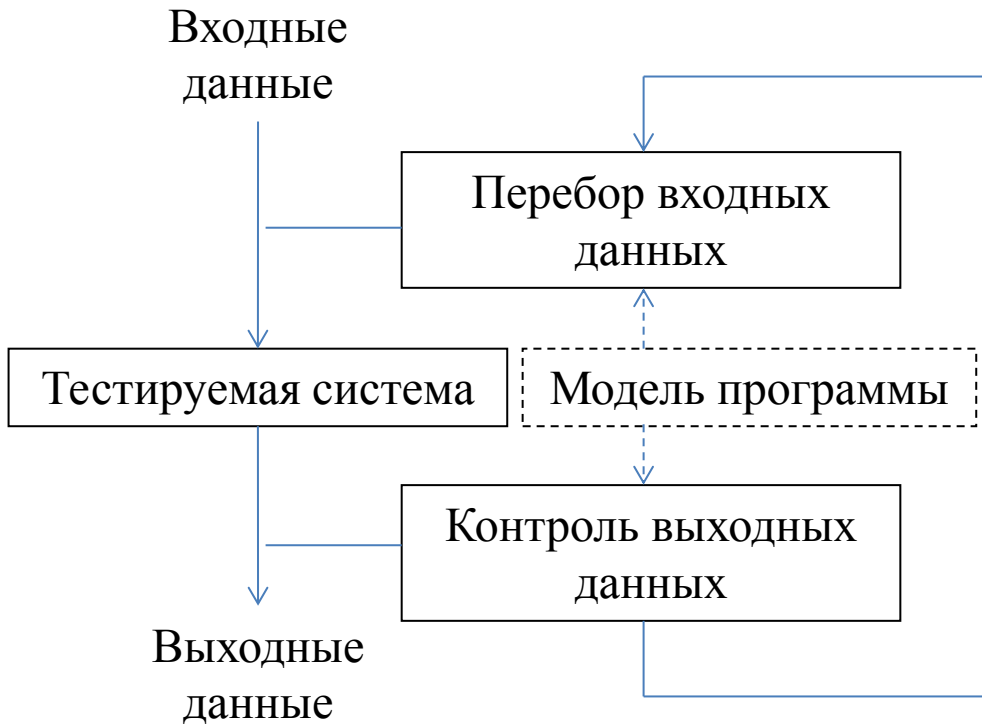 Входные
данные
Перебор входных
данных
Тестируемая система
Модель программы
Контроль выходных
данных
Выходные
данные